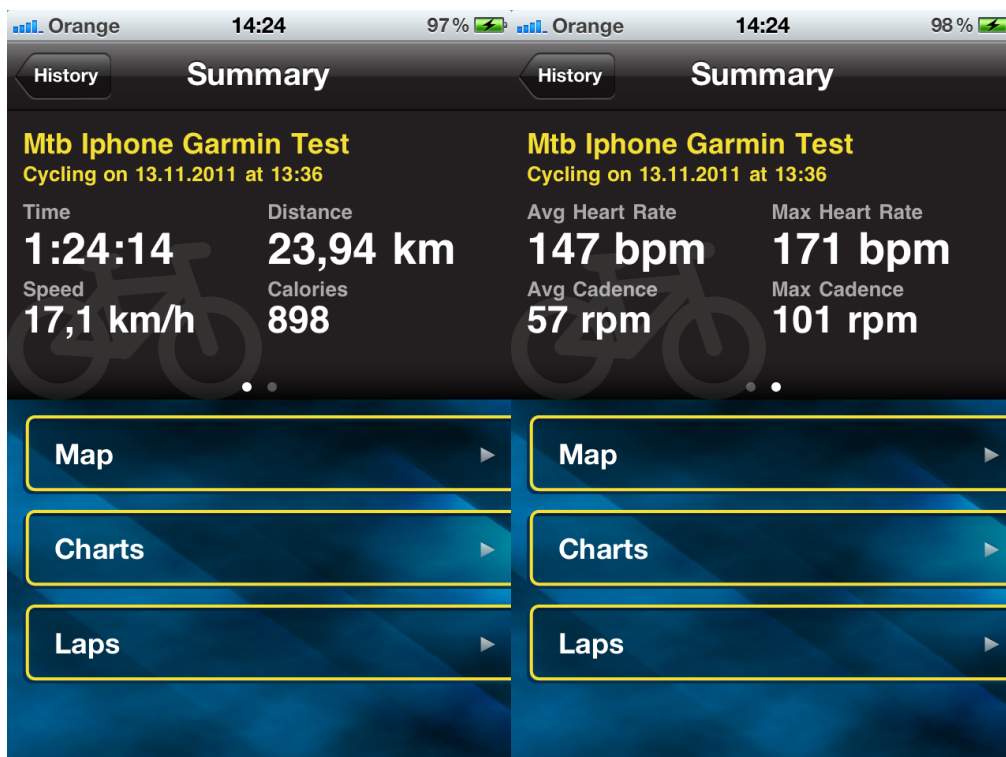 Orange 14:24 97%
History Summary
Mtb Iphone Garmin Test
Cycling on 13.11.2011 at 13:36
Time Distance
1:24:14 23,94 km
Speed Calories
17,1 km/h 898
Map
Charts
Laps
Orange 14:24 98%
History Summary
Mtb Iphone Garmin Test
Cycling on 13.11.2011 at 13:36
Avg Heart Rate Max Heart Rate
147 bpm 171 bpm
Avg Cadence Max Cadence
57 rpm 101 rpm
Map
Charts
Laps